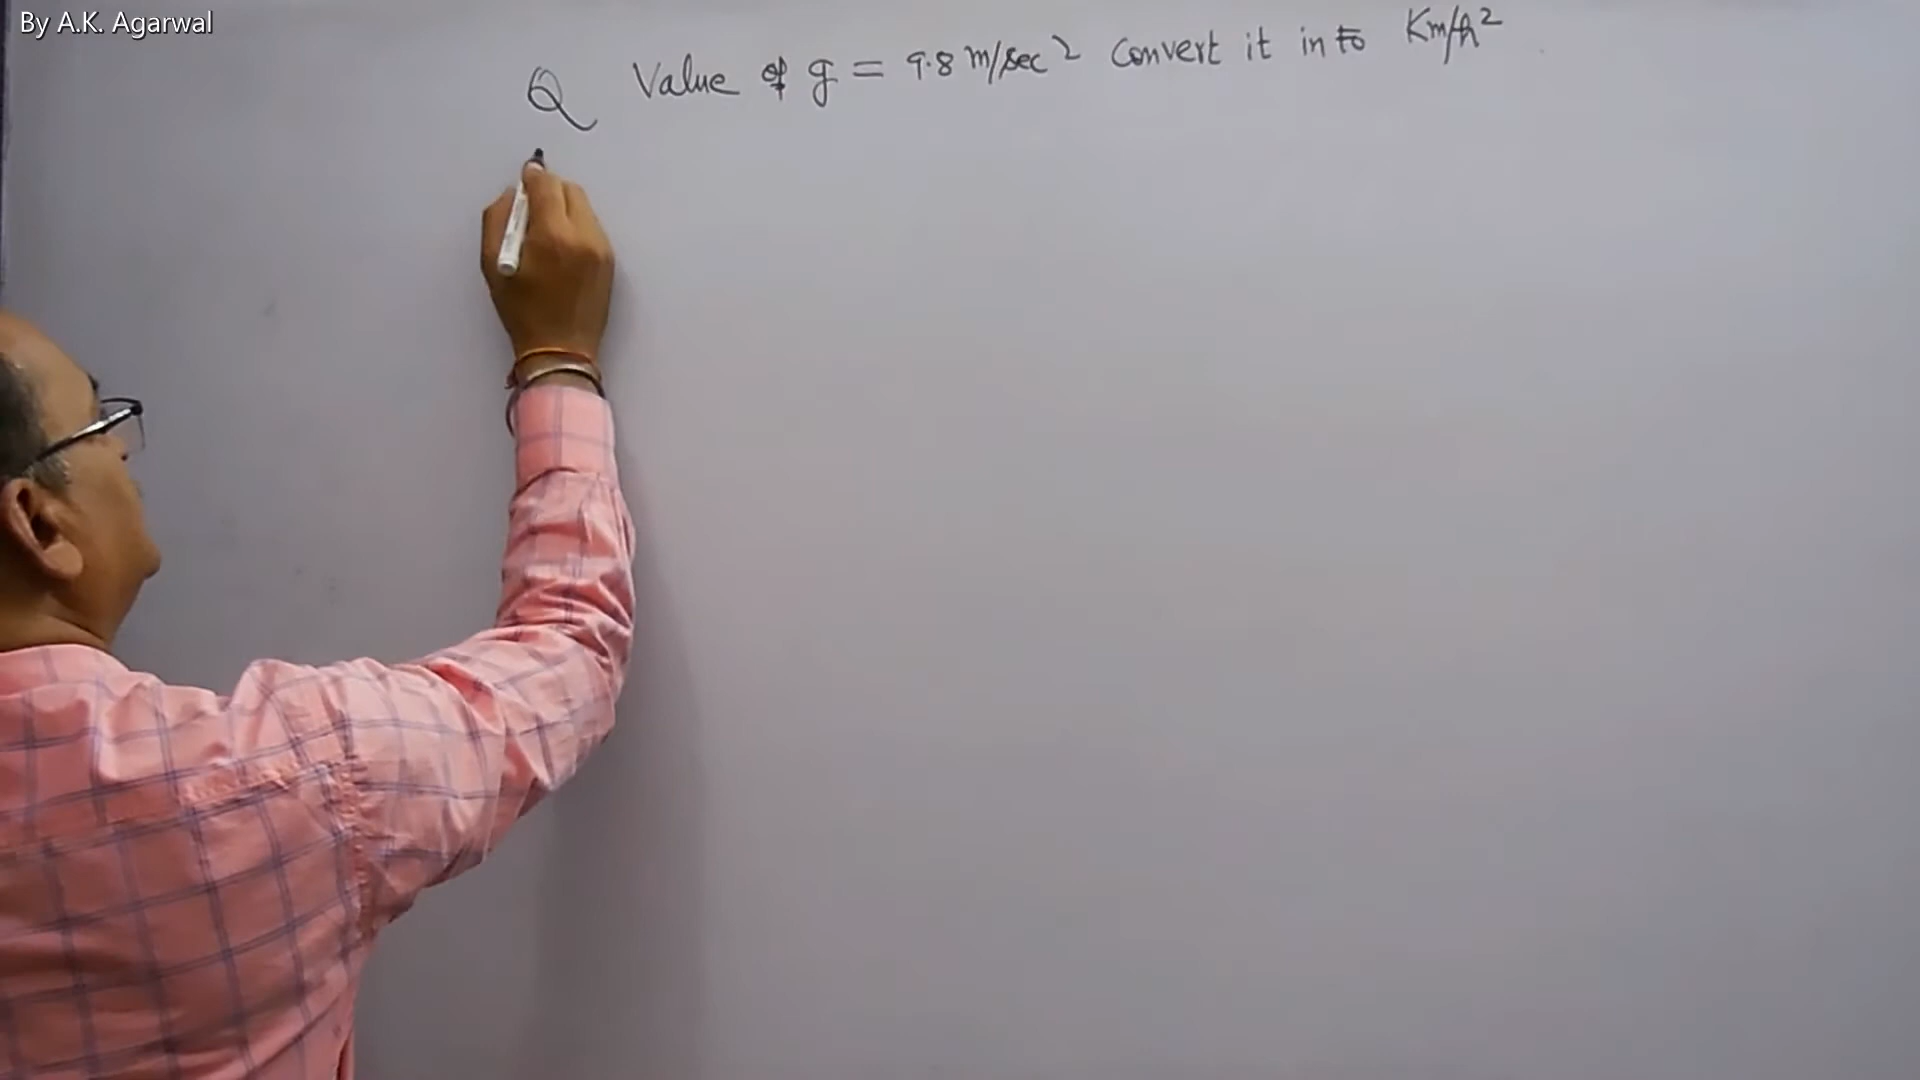 By A.K. Agarwal
Q Value of g = 9.8 m/sec² convert it into Km/h²